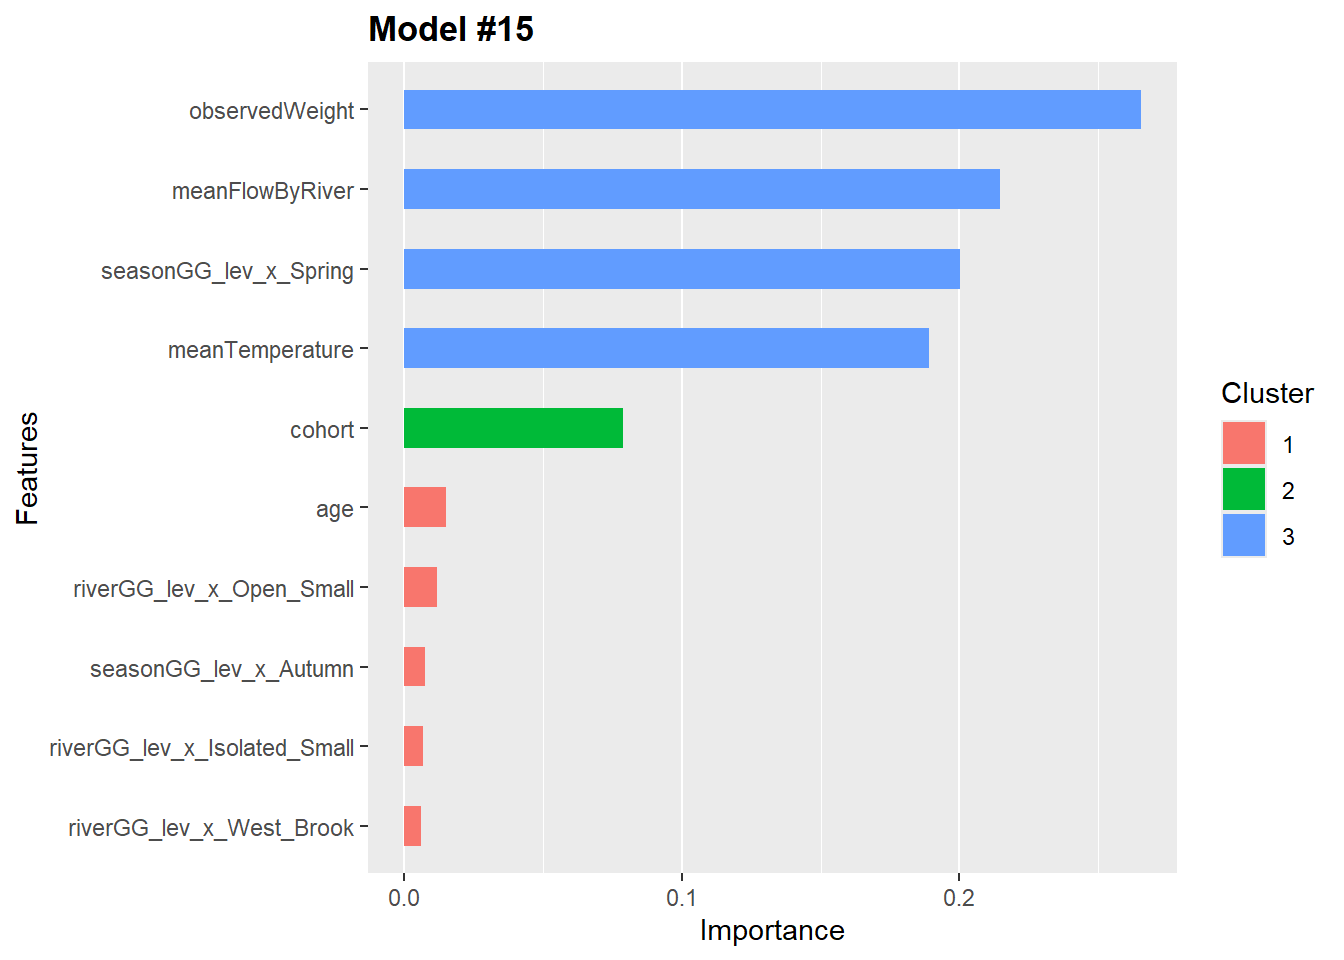 Model #15
observedWeight
meanFlowByRiver
seasonGG_lev_x_Spring
meanTemperature
cohort
age
riverGG_lev_x_Open_Small
seasonGG_lev_x_Autumn
riverGG_lev_x_Isolated_Small
riverGG_lev_x_West_Brook
Features
0.0 0.1 0.2
Importance
Cluster
1
2
3